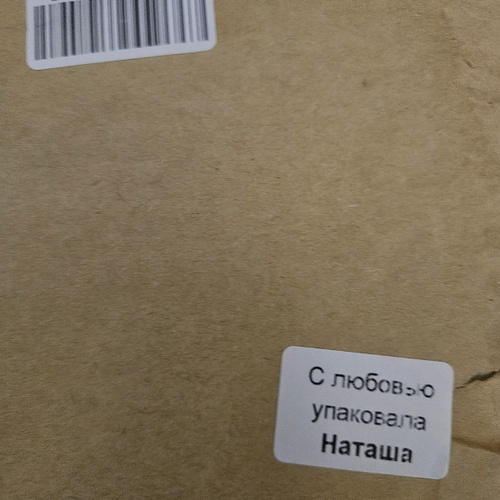 С любовью
упаковала
Наташа